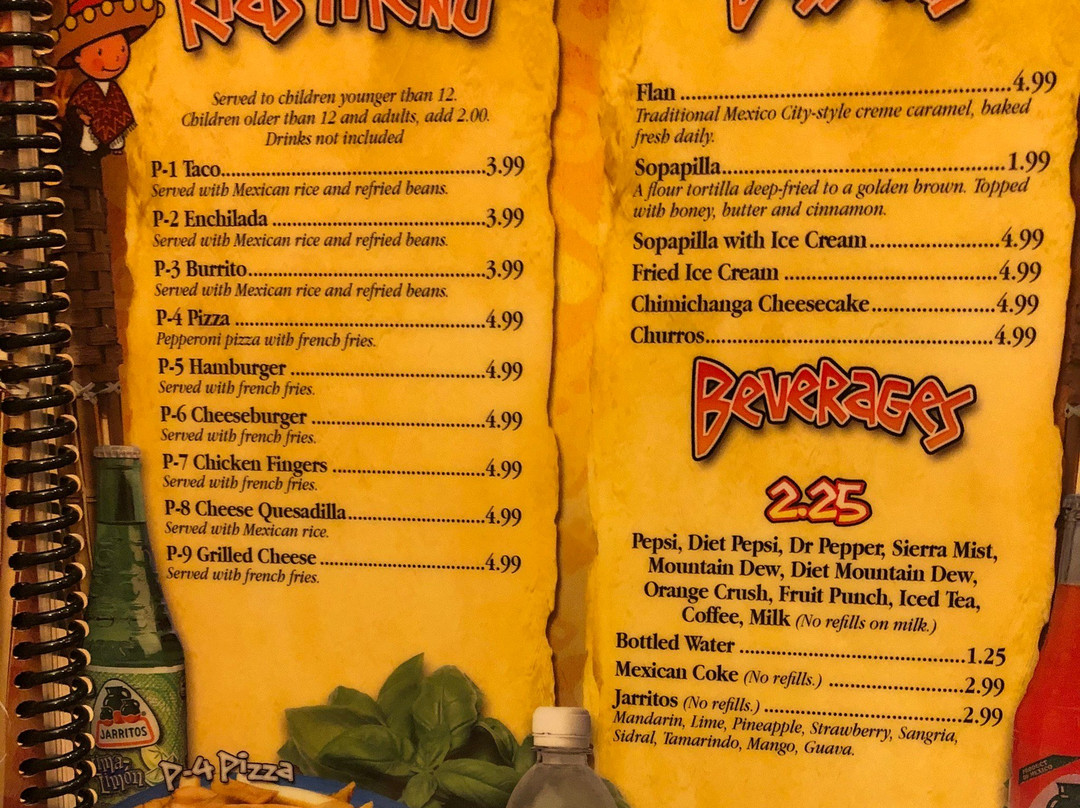 Kids Menu
Served to children younger than 12.
Children older than 12 and adults, add 2.00.
Drinks not included
P-1 Taco..........3.99
Served with Mexican rice and refried beans.
P-2 Enchilada..........3.99
Served with Mexican rice and refried beans.
P-3 Burrito..........3.99
Served with Mexican rice and refried beans.
P-4 Pizza..........4.99
Pepperoni pizza with french fries.
P-5 Hamburger..........4.99
Served with french fries.
P-6 Cheeseburger..........4.99
Served with french fries.
P-7 Chicken Fingers..........4.99
Served with french fries.
P-8 Cheese Quesadilla..........4.99
Served with Mexican rice.
P-9 Grilled Cheese..........4.99
Served with french fries.
JARRITOS
P-4 Pizza
Flan..........4.99
Traditional Mexico City-style creme caramel, baked
fresh daily.
Sopapilla..........1.99
A flour tortilla deep-fried to a golden brown. Topped
with honey, butter and cinnamon.
Sopapilla with Ice Cream..........4.99
Fried Ice Cream..........4.99
Chimichanga Cheesecake..........4.99
Churros..........4.99
Beverages
2.25
Pepsi, Diet Pepsi, Dr Pepper, Sierra Mist,
Mountain Dew, Diet Mountain Dew,
Orange Crush, Fruit Punch, Iced Tea,
Coffee, Milk (No refills on milk.)
Bottled Water..........1.25
Mexican Coke (No refills.)..........2.99
Jarritos (No refills.)..........2.99
Mandarin, Lime, Pineapple, Strawberry, Sangria,
Sidral, Tamarindo, Mango, Guava.
PRODUCT
OF MEXICO